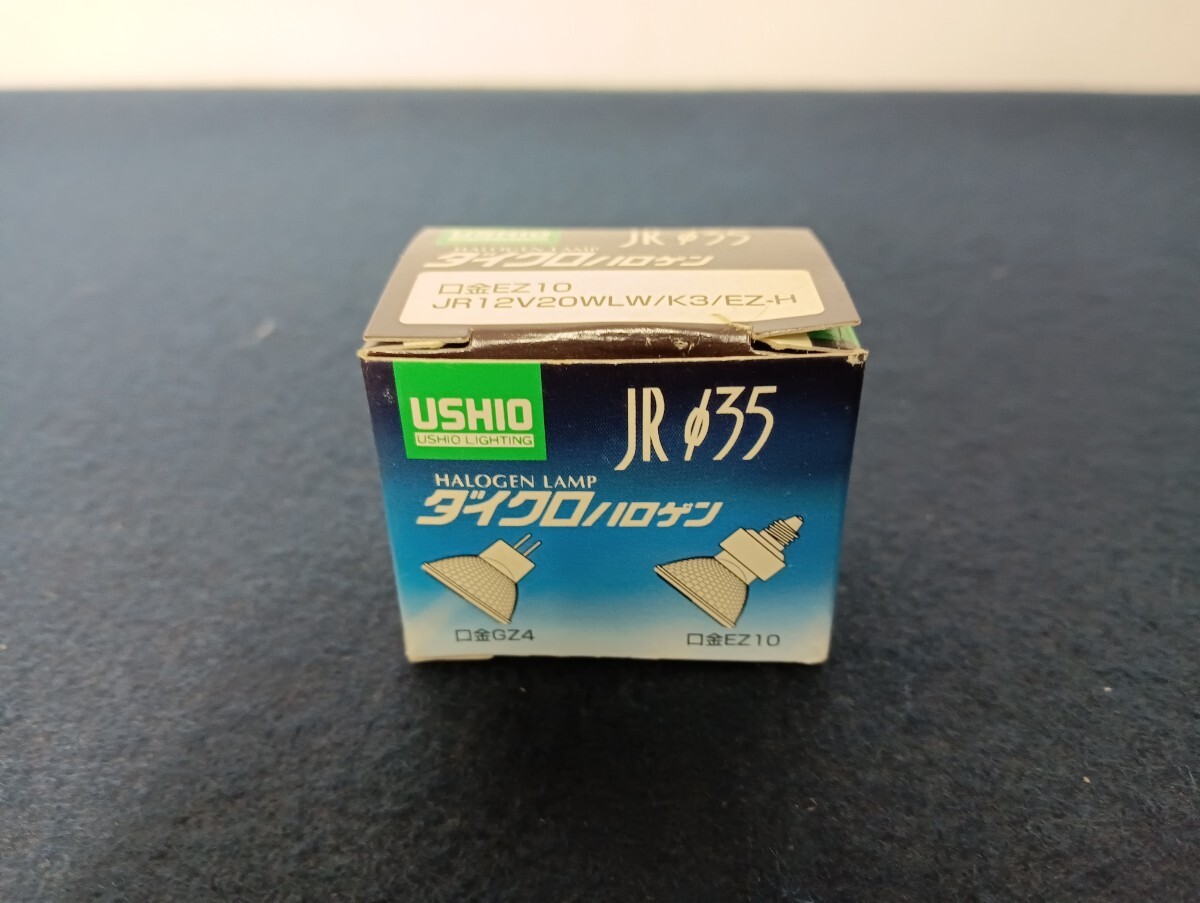 USHIO
JR φ35
HALOGEN LAMP
ダイクロハロゲン
口金EZ10
JR12V20WLW/K3/EZ-H
USHIO
USHIO LIGHTING
JR φ35
HALOGEN LAMP
ダイクロハロゲン
口金GZ4
口金EZ10